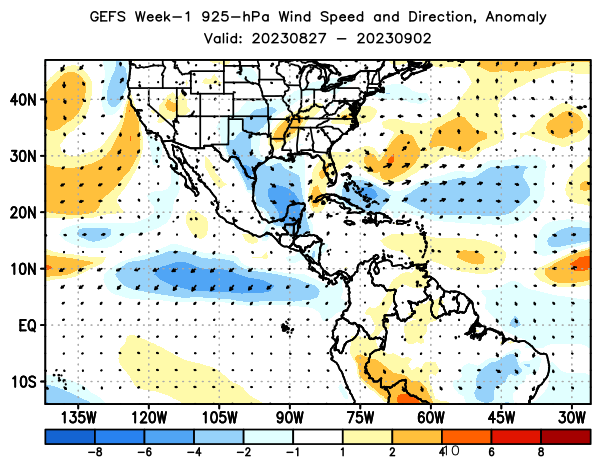 GEFS Week-1 925-hPa Wind Speed and Direction, Anomaly
Valid: 20230827 - 20230902
40N
30N
20N
10N
EQ
10S
135W 120W 105W 90W 75W 60W 45W 30W
-8 -6 -4 -2 -1 1 2 4 6 8
10